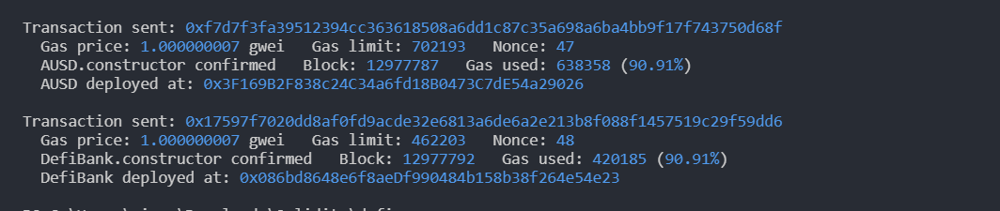 Transaction sent: 0xf7d7f3fa39512394cc363618508a6dd1c87c35a698a6ba4bb9f17f743750d68f
Gas price: 1.000000007 gwei   Gas limit: 702193   Nonce: 47
AUSD.constructor confirmed   Block: 12977787   Gas used: 638358 (90.91%)
AUSD deployed at: 0x3F169B2F838c24C34a6fd18B0473C7dE54a29026
Transaction sent: 0x17597f7020dd8af0fd9acde32e6813a6de6a2e213b8f088f1457519c29f59dd6
Gas price: 1.000000007 gwei   Gas limit: 462203   Nonce: 48
DefiBank.constructor confirmed   Block: 12977792   Gas used: 420185 (90.91%)
DefiBank deployed at: 0x086bd8648e6f8aeDf990484b158b38f264e54e23